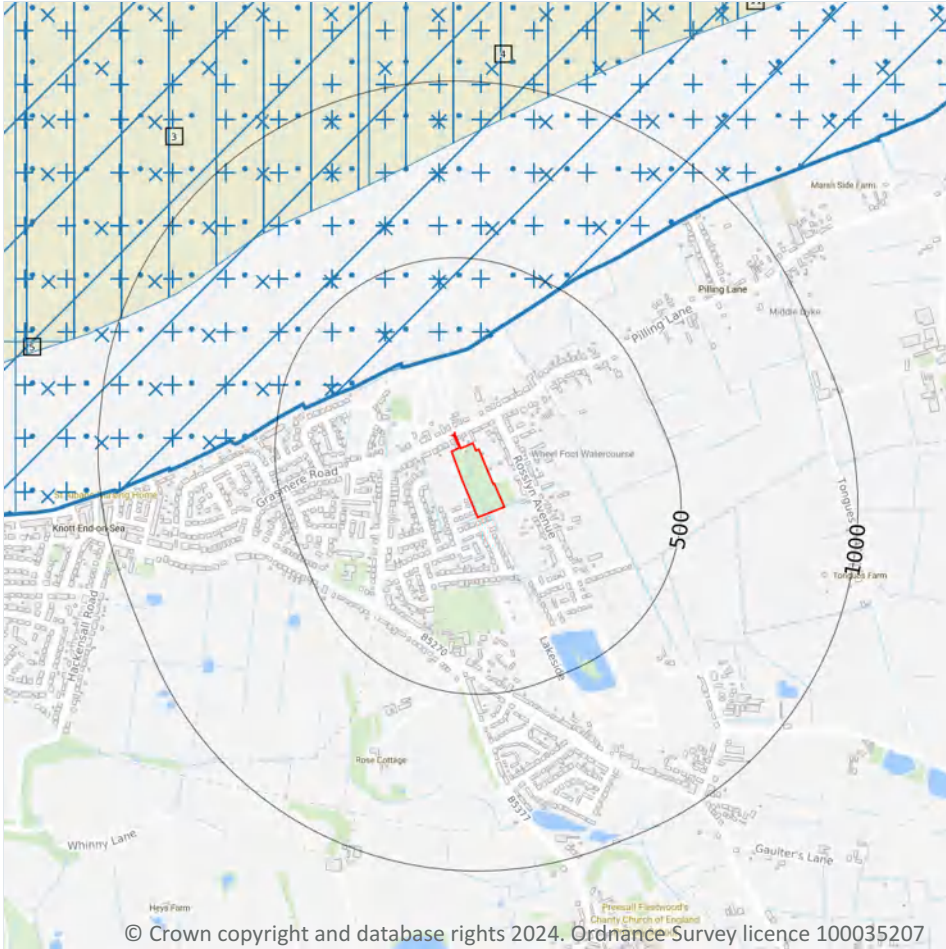 4
3
Marsh Side Farm
Pilling Lane
Middle Dyke
Pilling Lane
Wheel Foot Watercourse
Grasmere Road
Rosslyn Avenue
Knott End-on-Sea
500
1000
Tongues Farm
Hackensall Road
B5270
Lakeside
Rose Cottage
B5377
Whinny Lane
Gaulter's Lane
Heys Farm
Preesall Fleetwood's
Charity Church of England
© Crown copyright and database rights 2024. Ordnance Survey licence 100035207